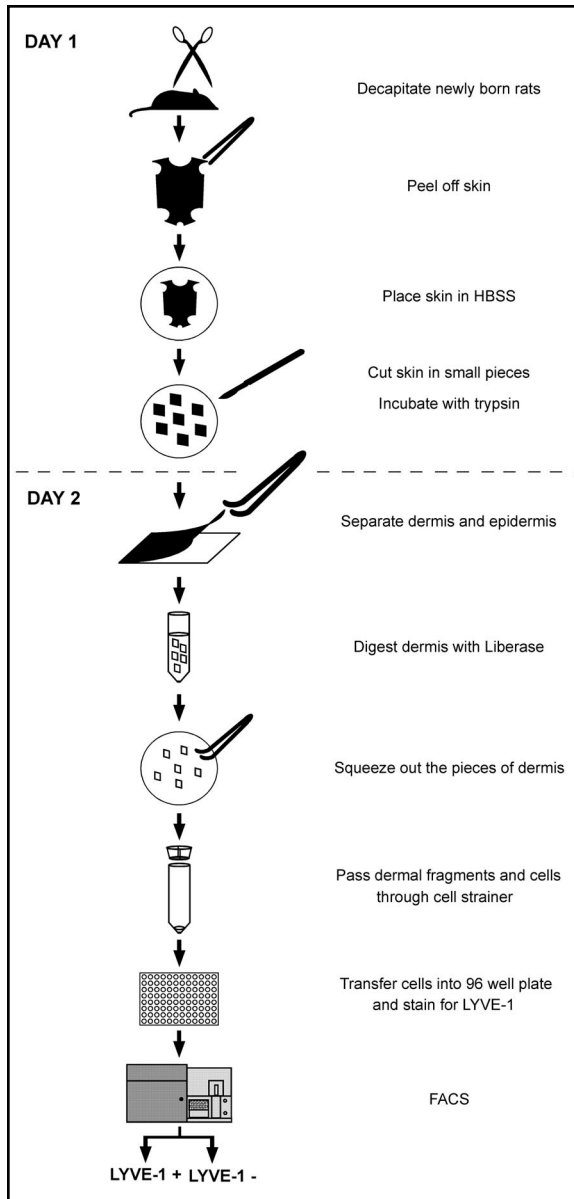 DAY 1
Decapitate newly born rats
Peel off skin
Place skin in HBSS
Cut skin in small pieces
Incubate with trypsin
DAY 2
Separate dermis and epidermis
Digest dermis with Liberase
Squeeze out the pieces of dermis
Pass dermal fragments and cells
through cell strainer
Transfer cells into 96 well plate
and stain for LYVE-1
FACS
LYVE-1 + LYVE-1 -